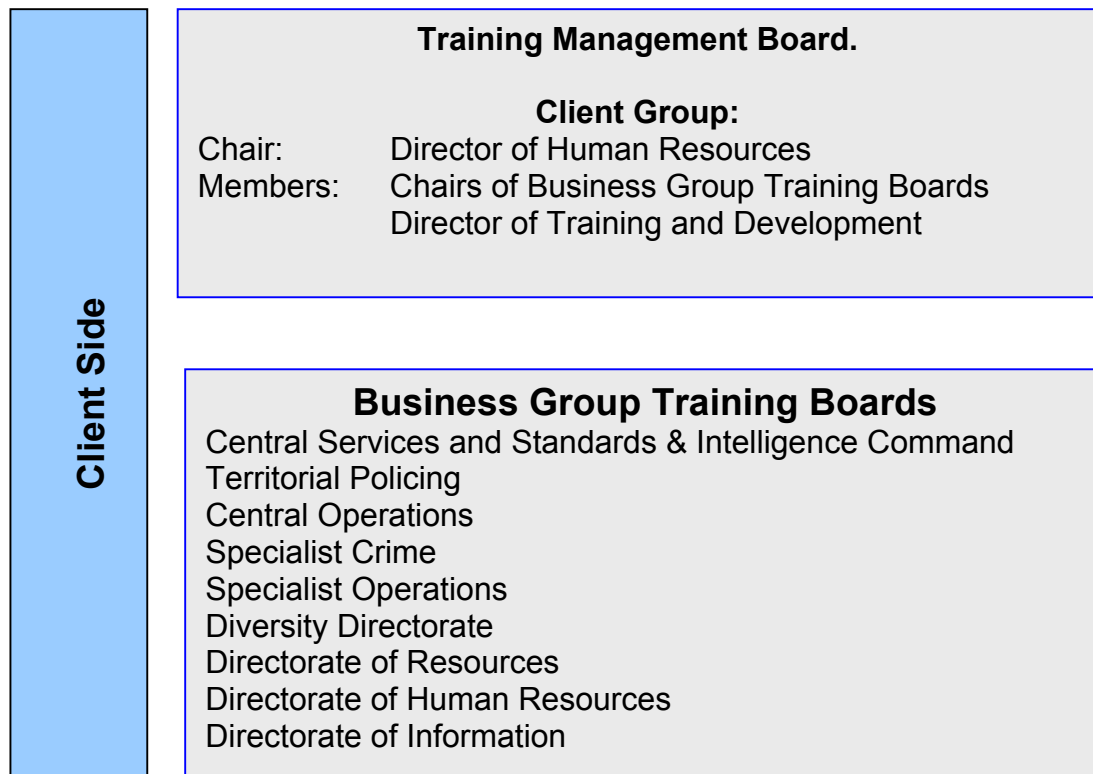 Client Side
Training Management Board.
Client Group:
Chair: Director of Human Resources
Members: Chairs of Business Group Training Boards
Director of Training and Development
Business Group Training Boards
Central Services and Standards & Intelligence Command
Territorial Policing
Central Operations
Specialist Crime
Specialist Operations
Diversity Directorate
Directorate of Resources
Directorate of Human Resources
Directorate of Information